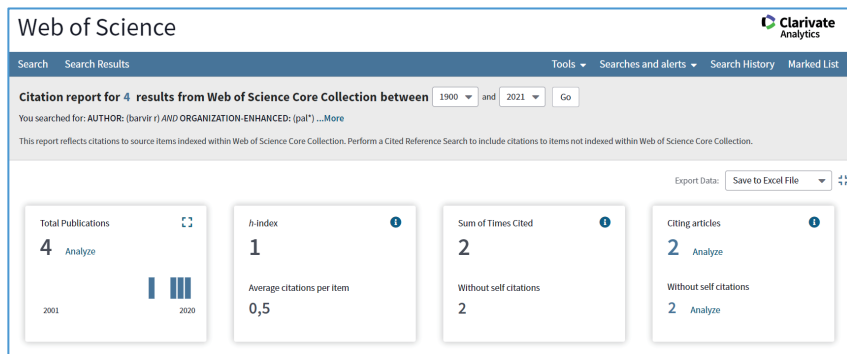 Web of Science
Clarivate
Analytics
Search Search Results Tools Searches and alerts Search History Marked List
Citation report for 4 results from Web of Science Core Collection between 1900 and 2021 Go
You searched for: AUTHOR: (barvir r) AND ORGANIZATION-ENHANCED: (pal*) ...More
This report reflects citations to source items indexed within Web of Science Core Collection. Perform a Cited Reference Search to include citations to items not indexed within Web of Science Core Collection.
Export Data: Save to Excel File
Total Publications
4 Analyze
2001 2020
h-index
1
Average citations per item
0,5
Sum of Times Cited
2
Without self citations
2
Citing articles
2 Analyze
Without self citations
2 Analyze